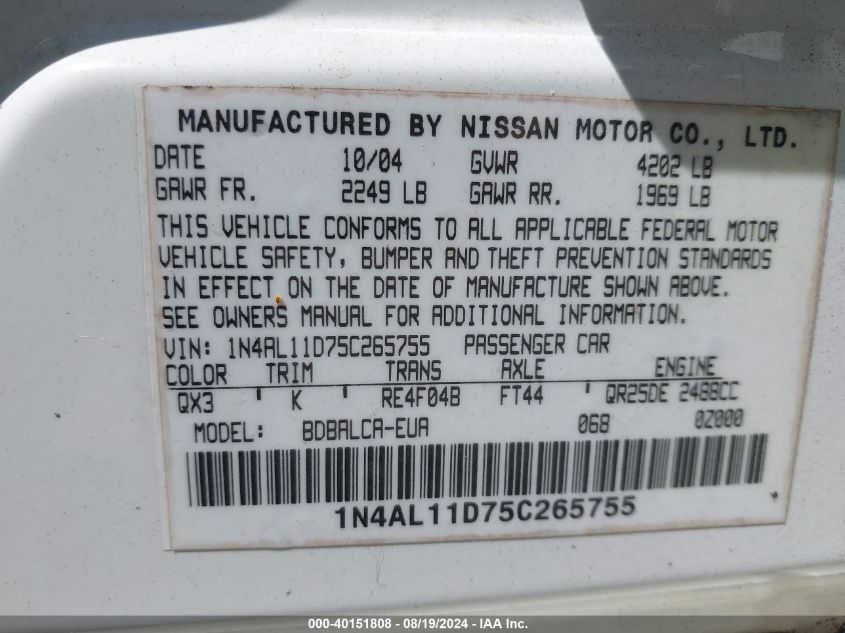 MANUFACTURED BY NISSAN MOTOR CO., LTD.
DATE 10/04 GVWR 4202 LB
GAWR FR. 2249 LB GAWR RR. 1969 LB
THIS VEHICLE CONFORMS TO ALL APPLICABLE FEDERAL MOTOR
VEHICLE SAFETY, BUMPER AND THEFT PREVENTION STANDARDS
IN EFFECT ON THE DATE OF MANUFACTURE SHOWN ABOVE.
SEE OWNERS MANUAL FOR ADDITIONAL INFORMATION.
VIN: 1N4AL11D75C265755 PASSENGER CAR
COLOR TRIM TRANS AXLE ENGINE
QX3 ' K ' RE4F04B FT44 ' QR25DE 2488CC
MODEL: BDBALCA-EUA 068 0Z000
1N4AL11D75C265755
000-40151808 - 08/19/2024 - IAA Inc.